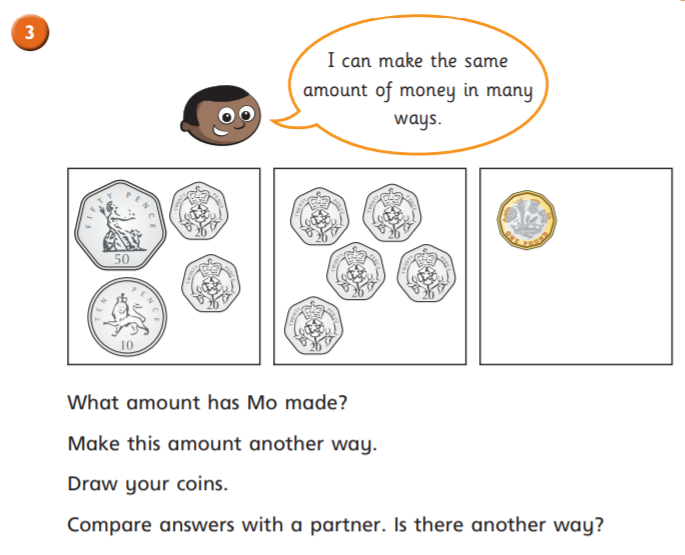 3
I can make the same
amount of money in many
ways.
FIFTY PENCE
50
20
TEN PENCE
10
20
TWENTY PENCE
20
20
TWENTY PENCE
20
TWENTY PENCE
20
TWENTY PENCE
20
ONE POUND
What amount has Mo made?
Make this amount another way.
Draw your coins.
Compare answers with a partner. Is there another way?